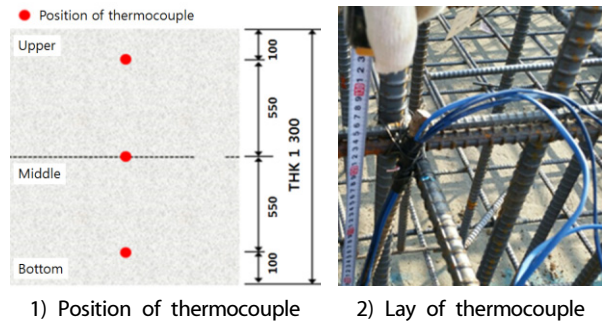 Position of thermocouple
Upper
100
550
THK 1 300
Middle
550
Bottom
100
1) Position of thermocouple
2) Lay of thermocouple